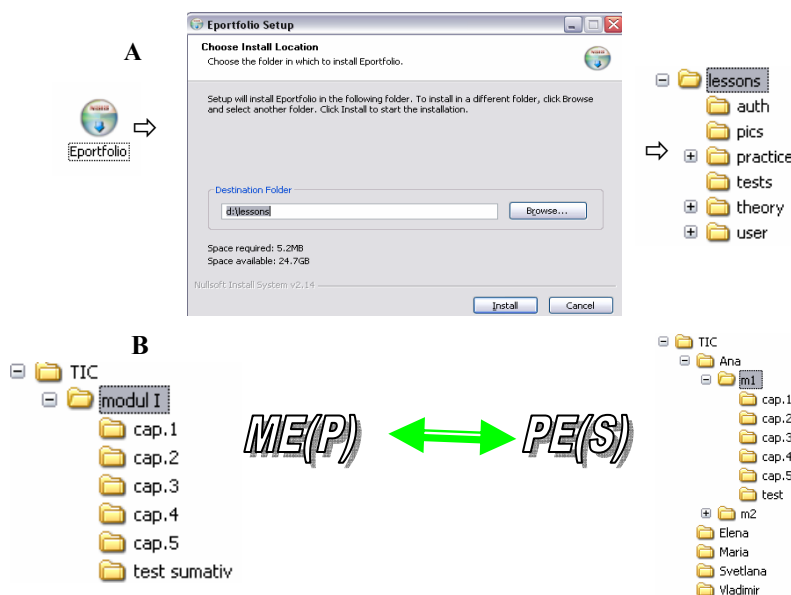 A
Eportfolio
Eportfolio Setup
Choose Install Location
Choose the folder in which to install Eportfolio.
Setup will install Eportfolio in the following folder. To install in a different folder, click Browse
and select another folder. Click Install to start the installation.
Destination Folder
d:\lessons
Browse...
Space required: 5.2MB
Space available: 24.7GB
Nullsoft Install System v2.14
Install
Cancel
lessons
auth
pics
practice
tests
theory
user
B
TIC
modul I
cap.1
cap.2
cap.3
cap.4
cap.5
test sumativ
ME(P)
PE(S)
TIC
Ana
m1
cap.1
cap.2
cap.3
cap.4
cap.5
test
m2
Elena
Maria
Svetlana
Vladimir